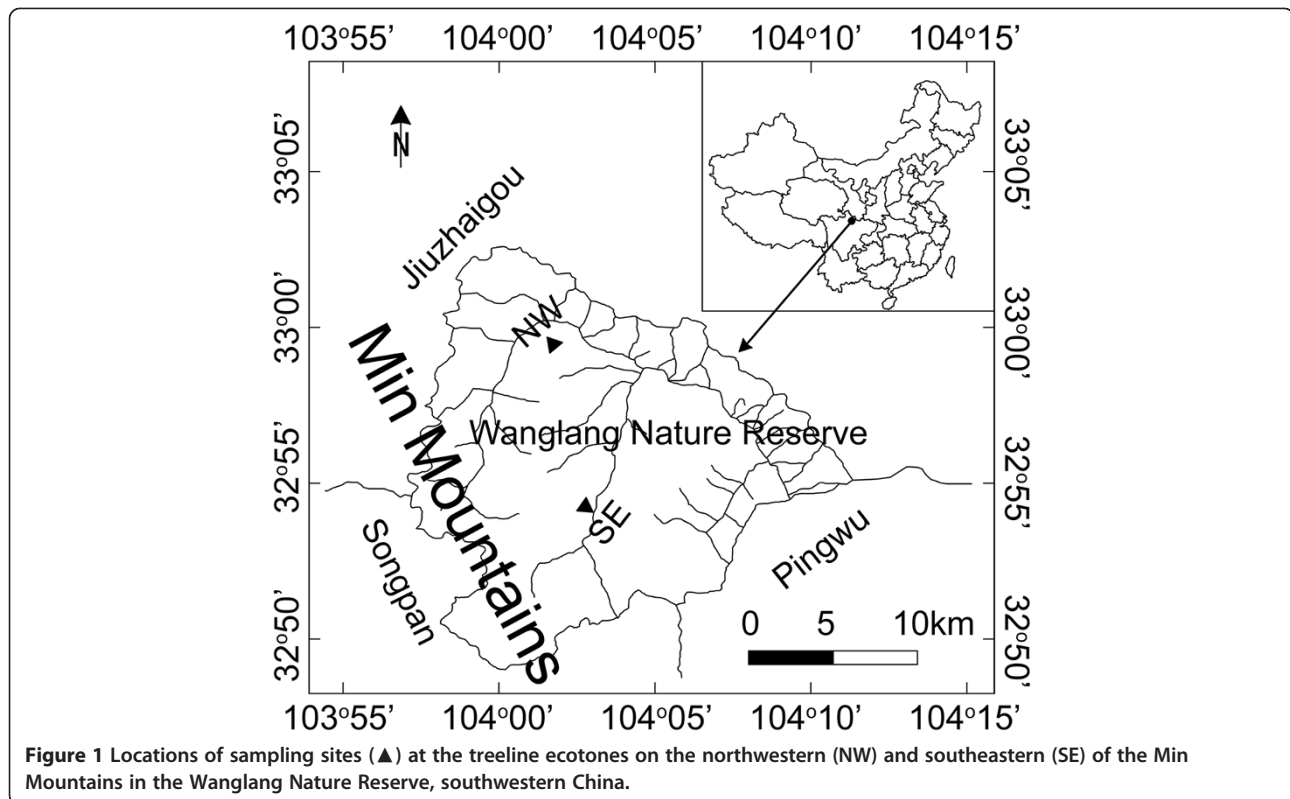 103°55’ 104°00’ 104°05’ 104°10’ 104°15’
N
33°05’
33°05’
Jiuzhaigou
33°00’
NW
33°00’
Min Mountains
Wanglang Nature Reserve
32°55’
32°55’
SE
Songpan
Pingwu
0 5 10km
32°50’
32°50’
103°55’ 104°00’ 104°05’ 104°10’ 104°15’
Figure 1 Locations of sampling sites (▲) at the treeline ecotones on the northwestern (NW) and southeastern (SE) of the Min
Mountains in the Wanglang Nature Reserve, southwestern China.